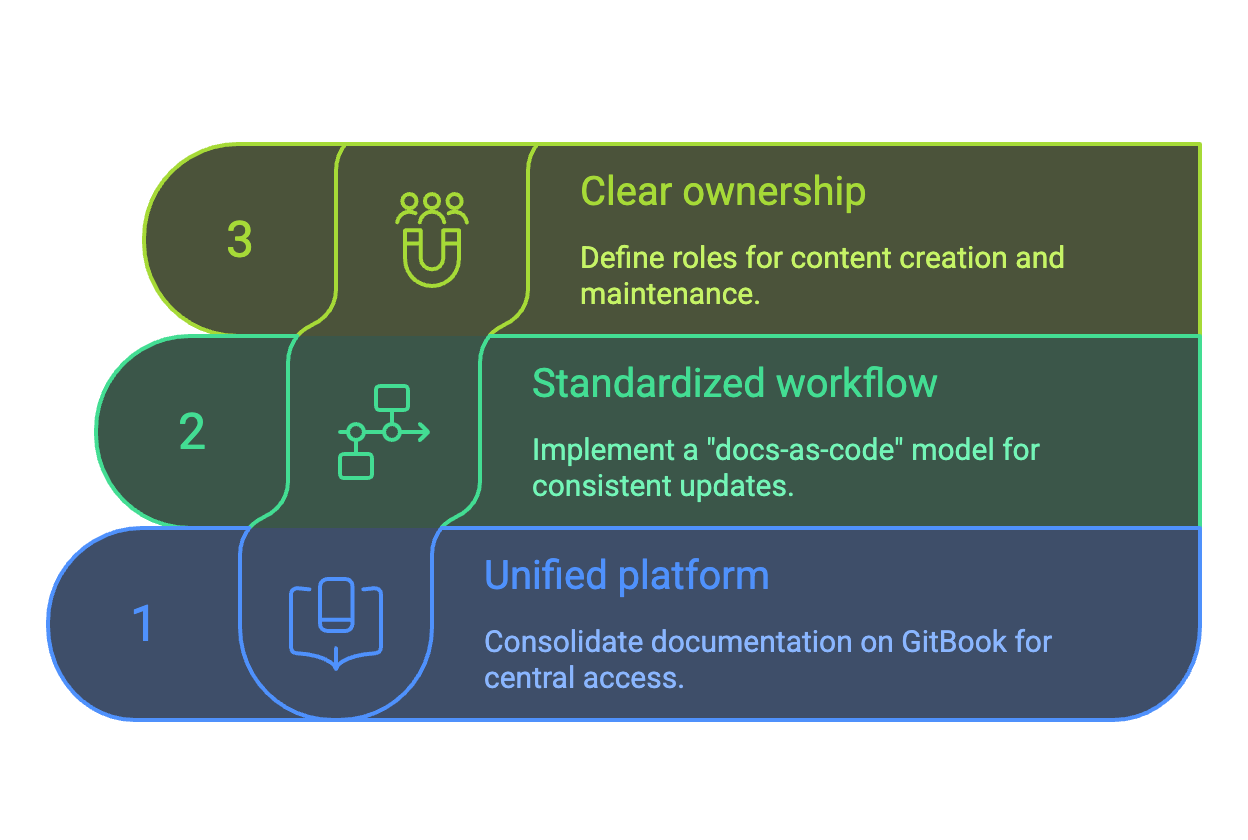 3
Clear ownership
Define roles for content creation and
maintenance.
2
Standardized workflow
Implement a "docs-as-code" model for
consistent updates.
1
Unified platform
Consolidate documentation on GitBook for
central access.